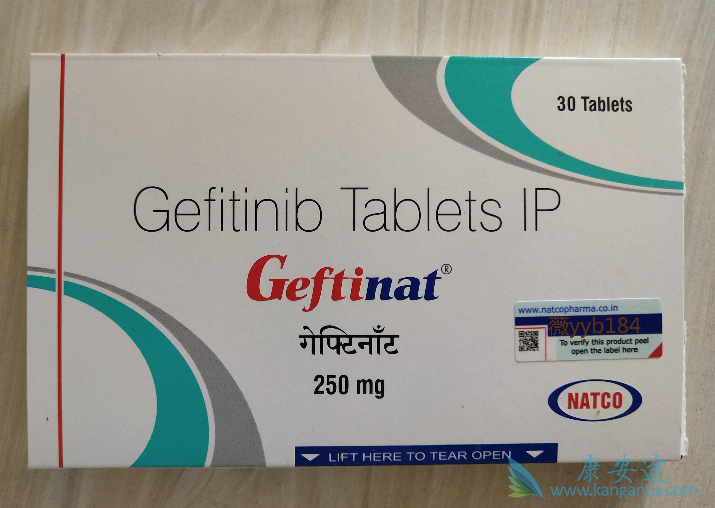 30 Tablets
Gefitinib Tablets IP
Geftinat®
गेफ्टिनाँट
250 mg
www.natcopharma.co.in
薇yyb184
To verify this product peel
open the label here
NATCO
LIFT HERE TO TEAR OPEN
康安途
www.kangantu.com